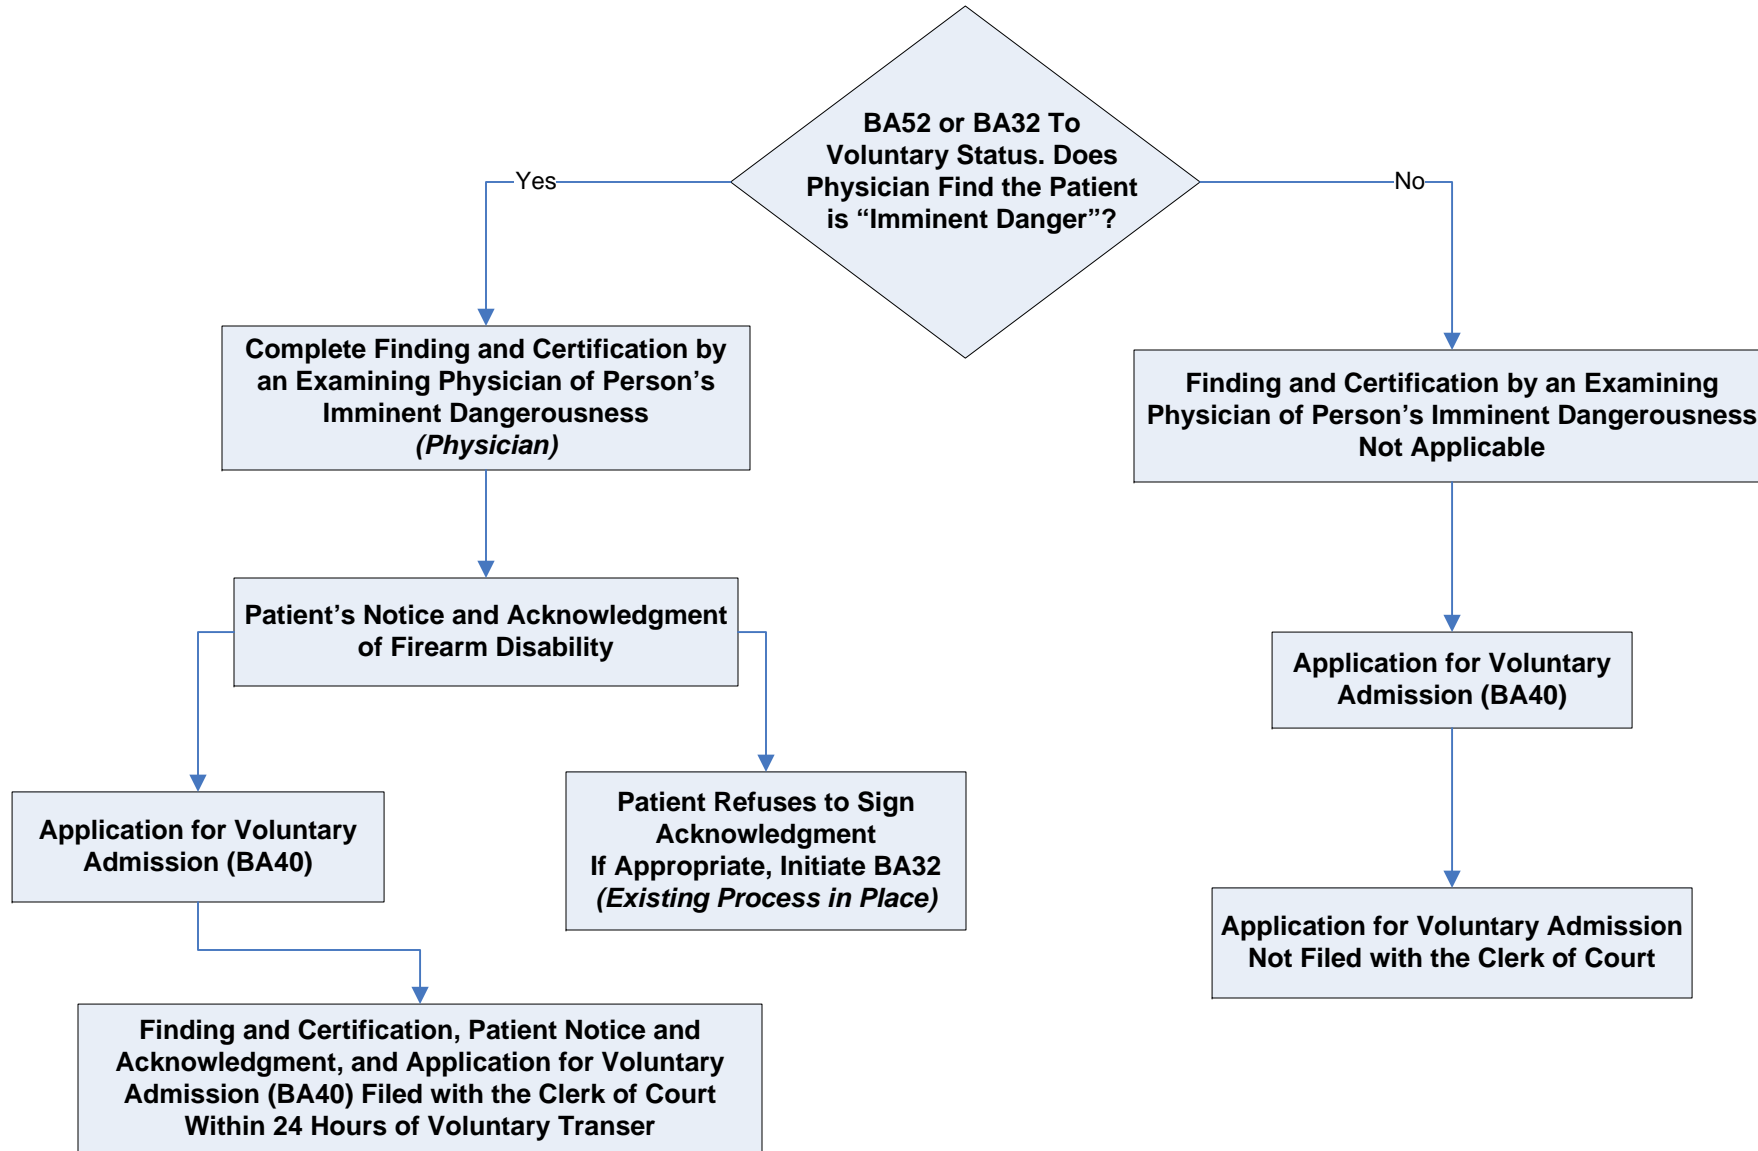 BA52 or BA32 To
Voluntary Status. Does
Physician Find the Patient
is “Imminent Danger”?
Yes
No
Complete Finding and Certification by
an Examining Physician of Person’s
Imminent Dangerousness
(Physician)
Finding and Certification by an Examining
Physician of Person’s Imminent Dangerousness
Not Applicable
Patient’s Notice and Acknowledgment
of Firearm Disability
Application for Voluntary
Admission (BA40)
Application for Voluntary
Admission (BA40)
Patient Refuses to Sign
Acknowledgment
If Appropriate, Initiate BA32
(Existing Process in Place)
Application for Voluntary Admission
Not Filed with the Clerk of Court
Finding and Certification, Patient Notice and
Acknowledgment, and Application for Voluntary
Admission (BA40) Filed with the Clerk of Court
Within 24 Hours of Voluntary Transer